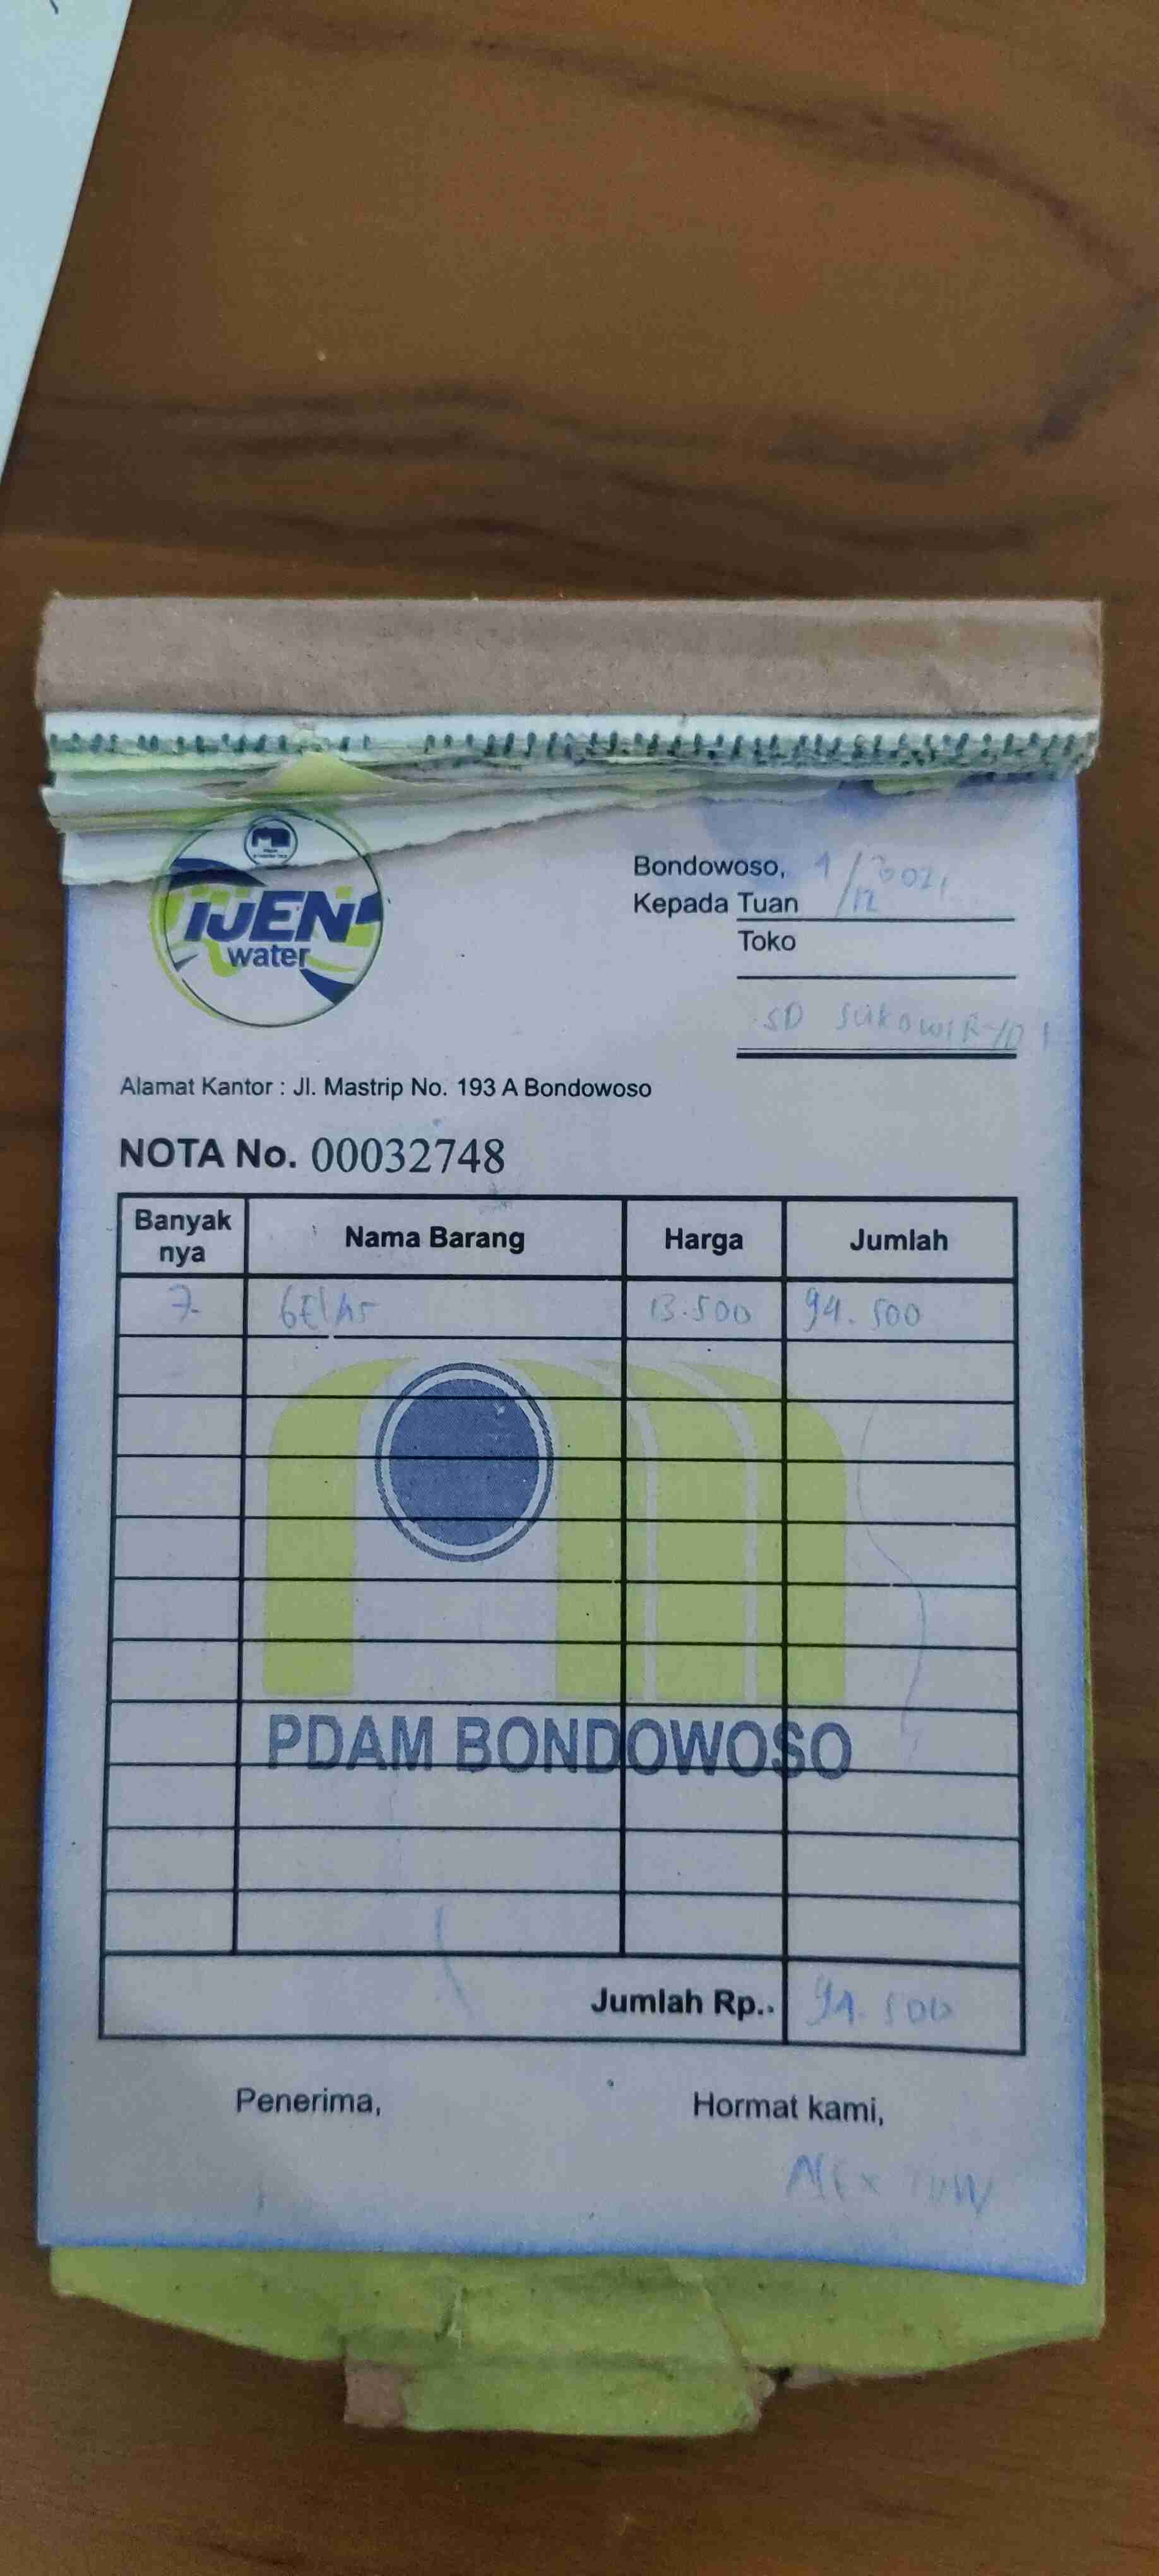 IJEN
water
Bondowoso, 1/12 2021
Kepada Tuan
Toko
SD SUKOWIRYO 1
Alamat Kantor : Jl. Mastrip No. 193 A Bondowoso
NOTA No. 00032748
Banyak nya Nama Barang Harga Jumlah
7 GElAS 13.500 94.500
PDAM BONDOWOSO
Jumlah Rp.. 94.500
Penerima, Hormat kami,